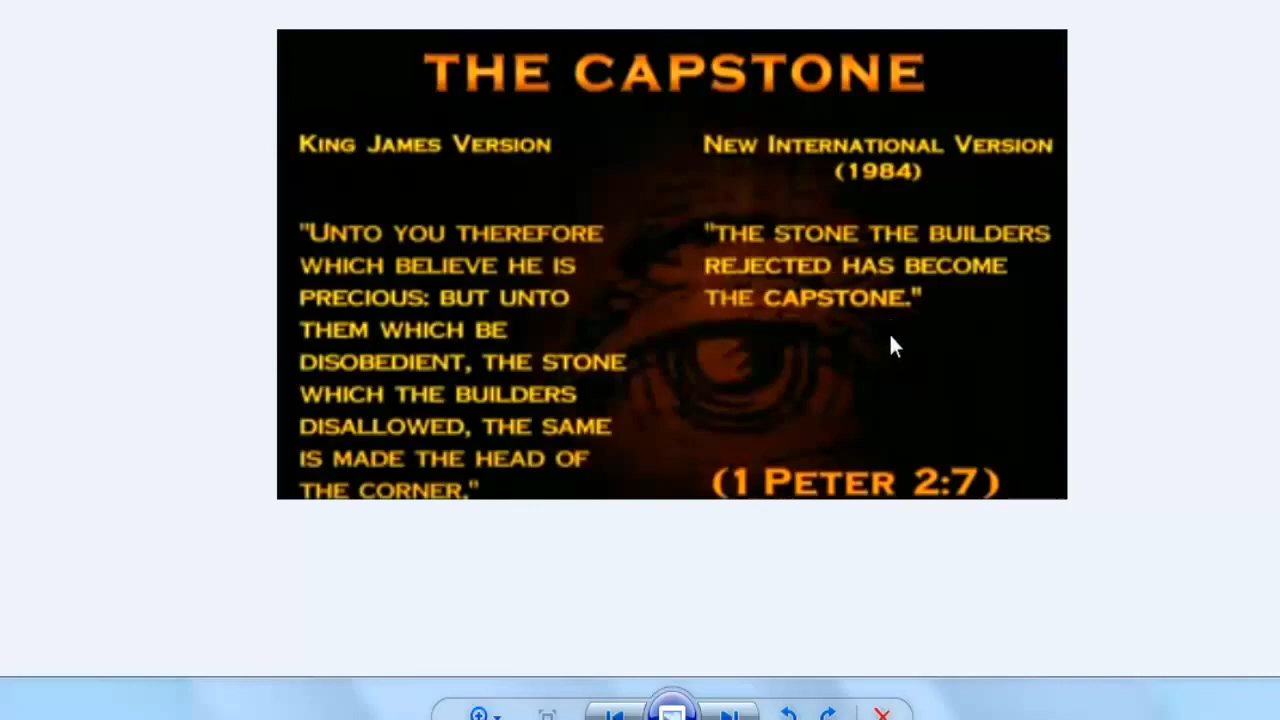 THE CAPSTONE
KING JAMES VERSION
"UNTO YOU THEREFORE
WHICH BELIEVE HE IS
PRECIOUS: BUT UNTO
THEM WHICH BE
DISOBEDIENT, THE STONE
WHICH THE BUILDERS
DISALLOWED, THE SAME
IS MADE THE HEAD OF
THE CORNER,"
NEW INTERNATIONAL VERSION
(1984)
"THE STONE THE BUILDERS
REJECTED HAS BECOME
THE CAPSTONE."
(1 PETER 2:7)